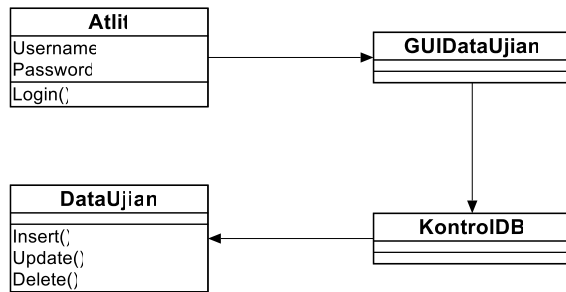 Atlit
Username
Password
Login()
GUIDataUjian
DataUjian
Insert()
Update()
Delete()
KontrolDB